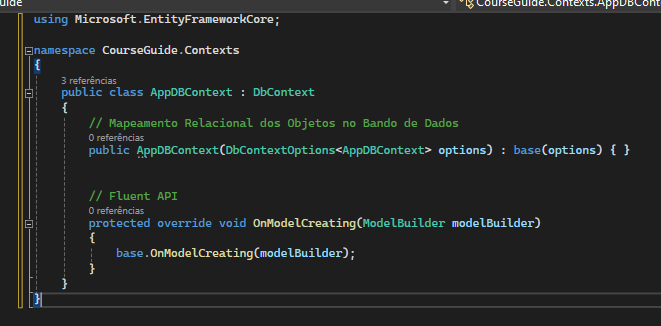 uide
CourseGuide.Contexts.AppDBConte
using Microsoft.EntityFrameworkCore;
namespace CourseGuide.Contexts
{
3 referências
public class AppDBContext : DbContext
{
// Mapeamento Relacional dos Objetos no Bando de Dados
0 referências
public AppDBContext(DbContextOptions<AppDBContext> options) : base(options) { }
// Fluent API
0 referências
protected override void OnModelCreating(ModelBuilder modelBuilder)
{
base.OnModelCreating(modelBuilder);
}
}
}